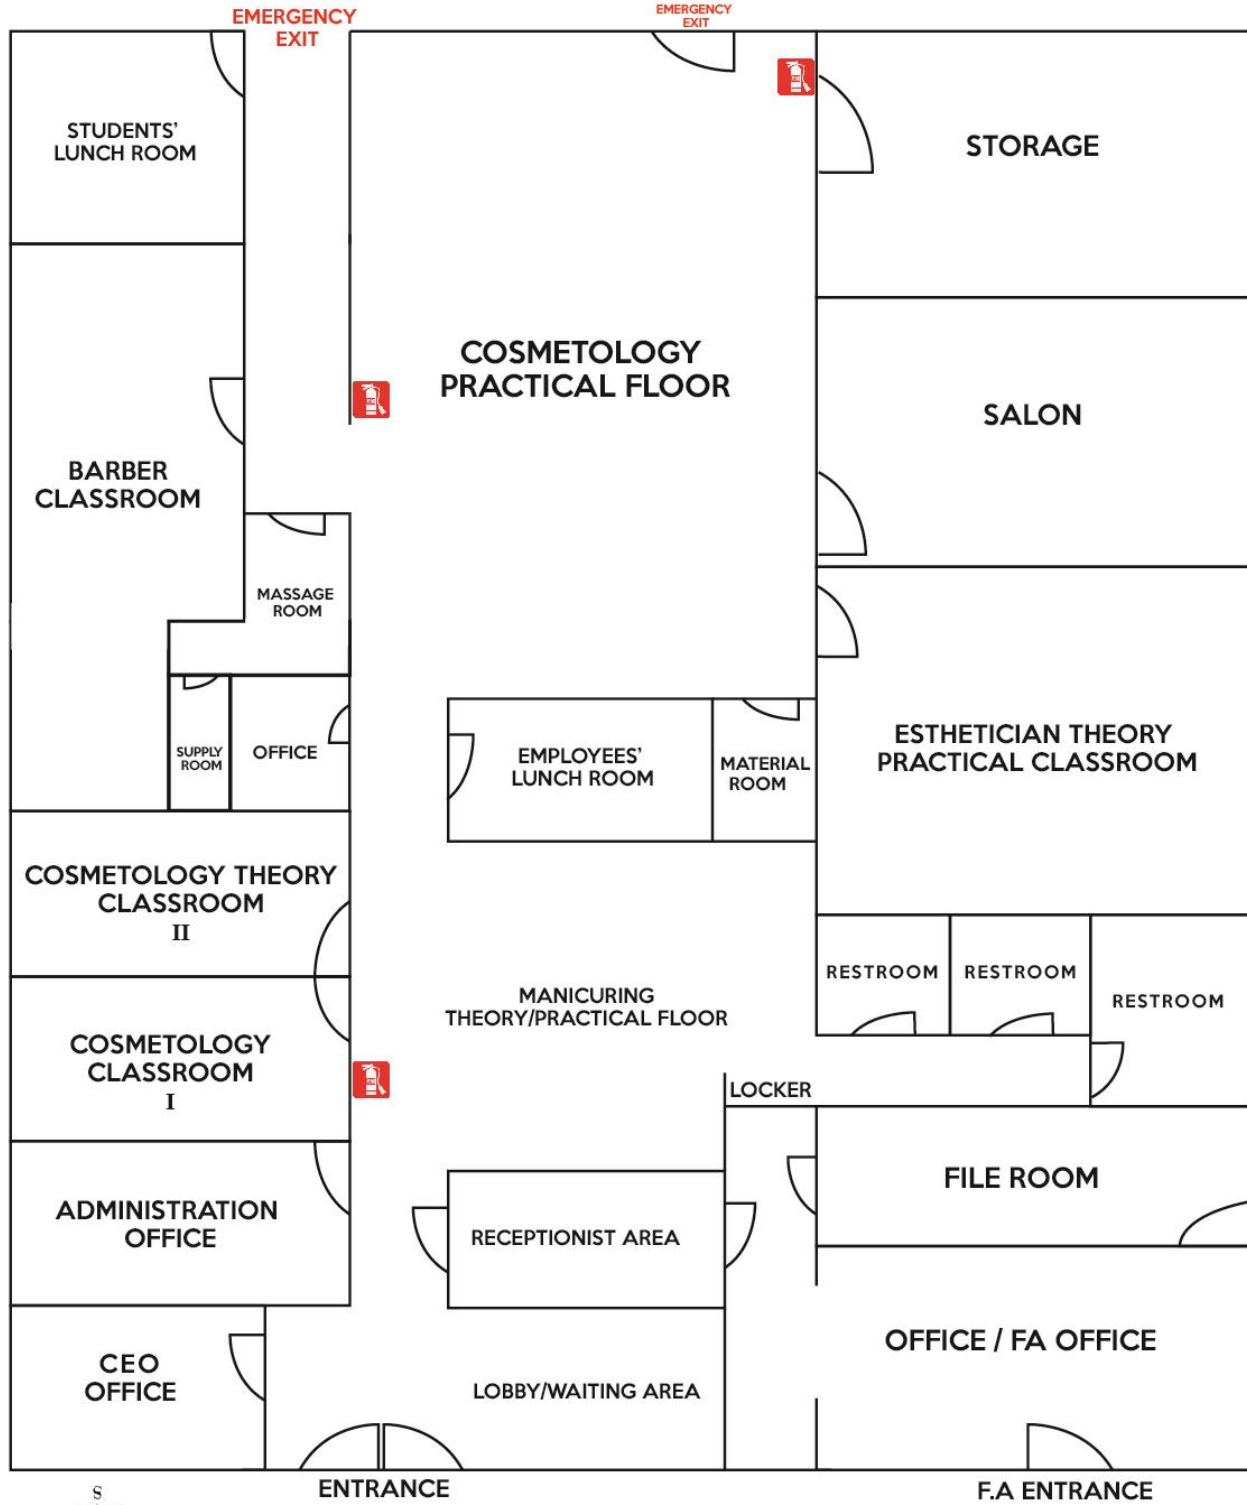 EMERGENCY
EXIT
EMERGENCY
EXIT
STUDENTS'
LUNCH ROOM
STORAGE
COSMETOLOGY
PRACTICAL FLOOR
SALON
BARBER
CLASSROOM
MASSAGE
ROOM
SUPPLY
ROOM
OFFICE
EMPLOYEES'
LUNCH ROOM
MATERIAL
ROOM
ESTHETICIAN THEORY
PRACTICAL CLASSROOM
COSMETOLOGY THEORY
CLASSROOM
II
RESTROOM
RESTROOM
RESTROOM
MANICURING
THEORY/PRACTICAL FLOOR
COSMETOLOGY
CLASSROOM
I
LOCKER
FILE ROOM
ADMINISTRATION
OFFICE
RECEPTIONIST AREA
OFFICE / FA OFFICE
CEO
OFFICE
LOBBY/WAITING AREA
ENTRANCE
F.A ENTRANCE
S